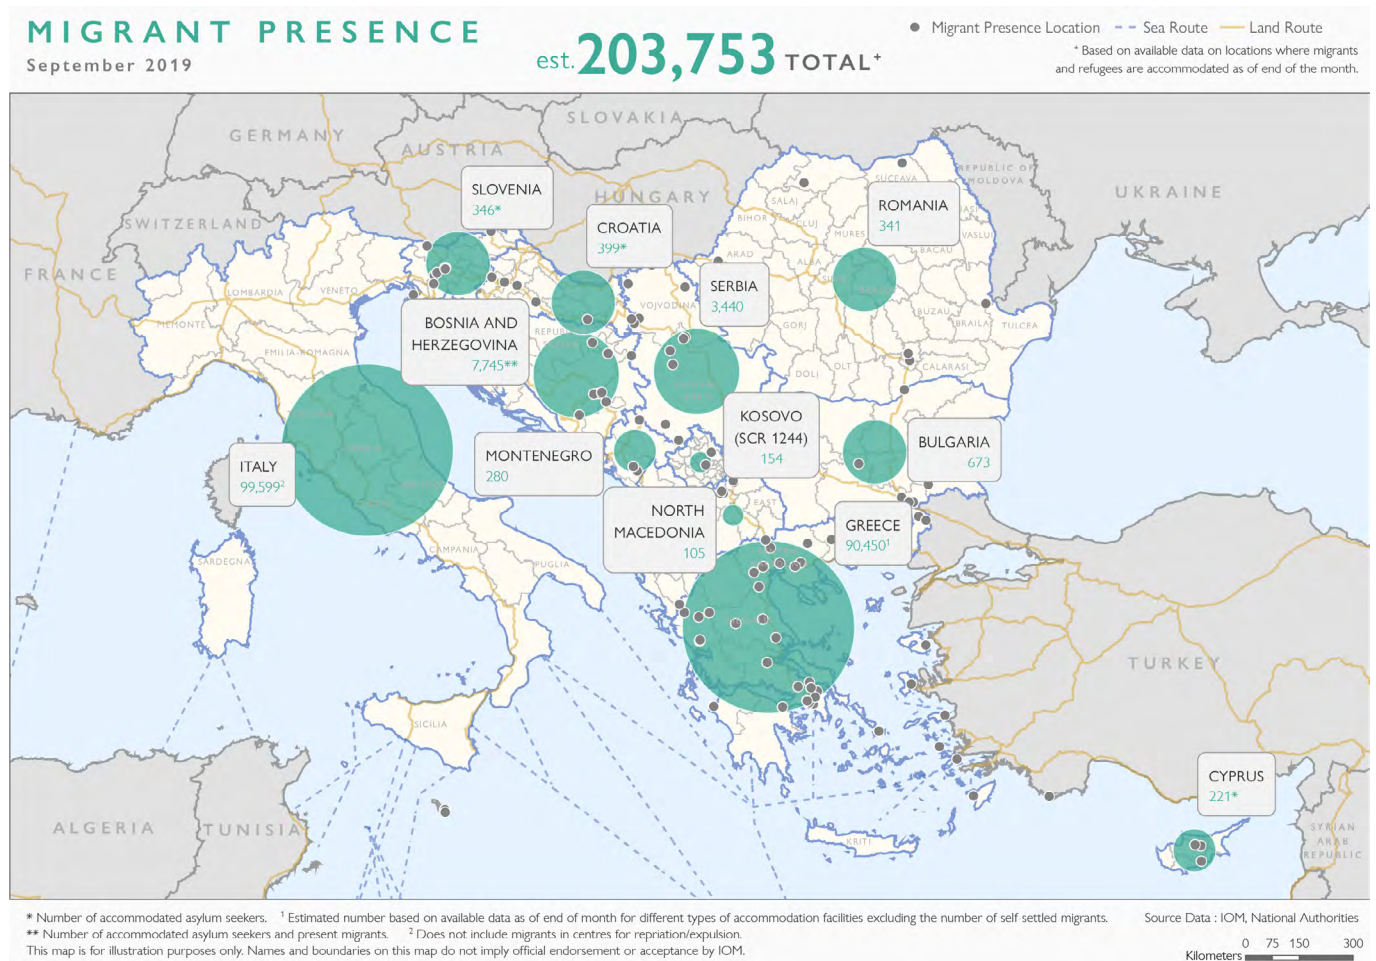 MIGRANT PRESENCE
September 2019
est. 203,753 TOTAL+
Migrant Presence Location
Sea Route
Land Route
+ Based on available data on locations where migrants
and refugees are accommodated as of end of the month.
SLOVAKIA
GERMANY
AUSTRIA
REPUBLIC OF
MOLDOVA
SUCEAVA
SLOVENIA
346*
HUNGARY
UKRAINE
SALAJ
ROMANIA
341
BIHOR
CLUJ
IASI
SWITZERLAND
CROATIA
399*
MURES
VASLUI
BACAU
ARAD
ALBA
FRANCE
SERBIA
3,440
LOMBARDIA
VENETO
VOJVODINA
BUZAU
BRAILA
TULCEA
PIEMONTE
GORJ
BOSNIA AND
HERZEGOVINA
7,745**
EMILIA-ROMAGNA
OLT
DOLI
CALARASI
KOSOVO
(SCR 1244)
154
BULGARIA
673
MONTENEGRO
280
ITALY
99,599²
NORTH
MACEDONIA
105
EAST
GREECE
90,450¹
CAMPANIA
PUGLIA
SARDEGNA
TURKEY
SICILIA
CYPRUS
221*
ALGERIA
TUNISIA
KRITI
SYRIAN
ARAB
REPUBLIC
* Number of accommodated asylum seekers. ¹ Estimated number based on available data as of end of month for different types of accommodation facilities excluding the number of self settled migrants.
Source Data : IOM, National Authorities
** Number of accommodated asylum seekers and present migrants. ² Does not include migrants in centres for repriation/expulsion.
This map is for illustration purposes only. Names and boundaries on this map do not imply official endorsement or acceptance by IOM.
0 75 150 300
Kilometers